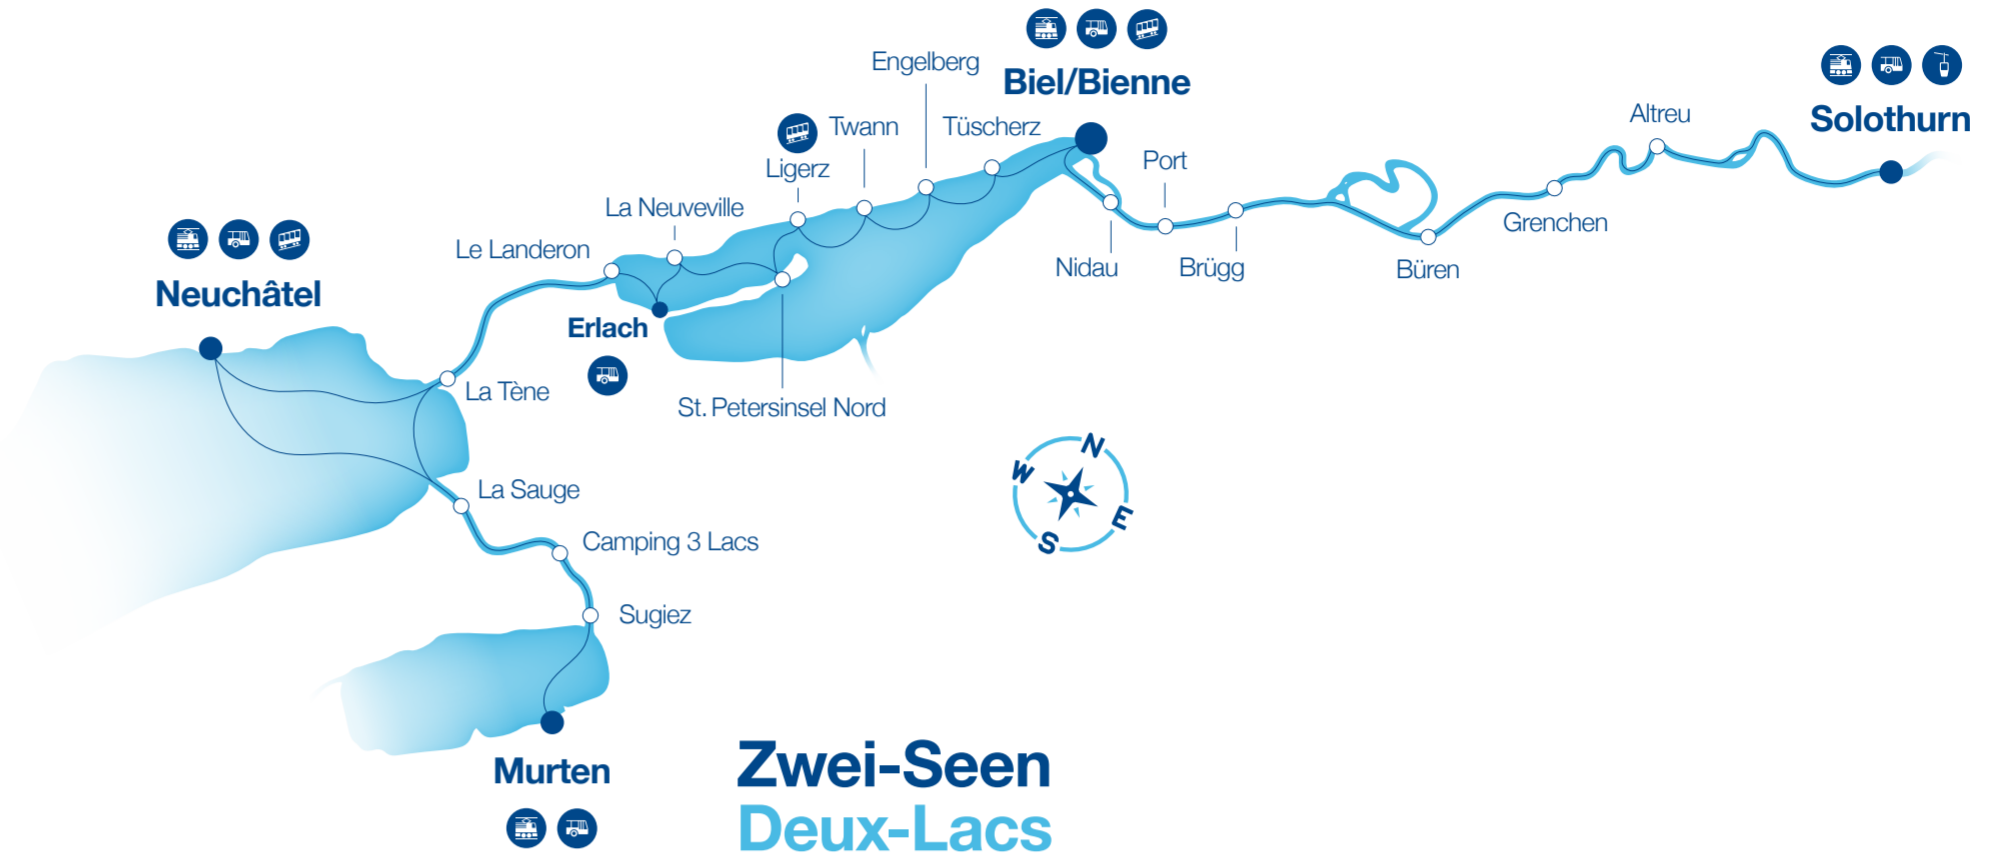 Engelberg
Biel/Bienne
Solothurn
Altreu
Twann
Tüscherz
Ligerz
Port
La Neuveville
Grenchen
Le Landeron
Nidau
Brügg
Büren
Neuchâtel
Erlach
La Tène
St. Petersinsel Nord
N
W
E
S
La Sauge
Camping 3 Lacs
Sugiez
Murten
Zwei-Seen
Deux-Lacs